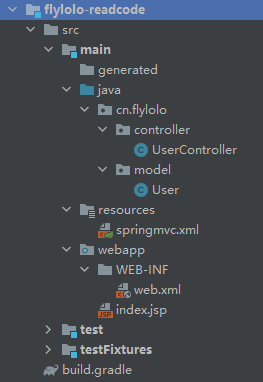 flylolo-readcode
src
main
generated
java
cn.flylolo
controller
UserController
model
User
resources
springmvc.xml
webapp
WEB-INF
web.xml
index.jsp
test
testFixtures
build.gradle